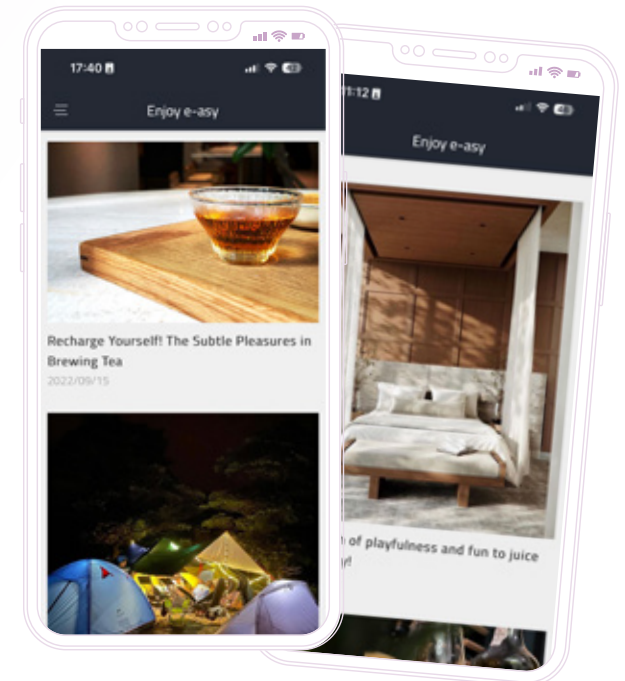 17:40
Enjoy e-asy
Recharge Yourself! The Subtle Pleasures in
Brewing Tea
2022/09/15
11:12
Enjoy e-asy
of playfulness and fun to juice